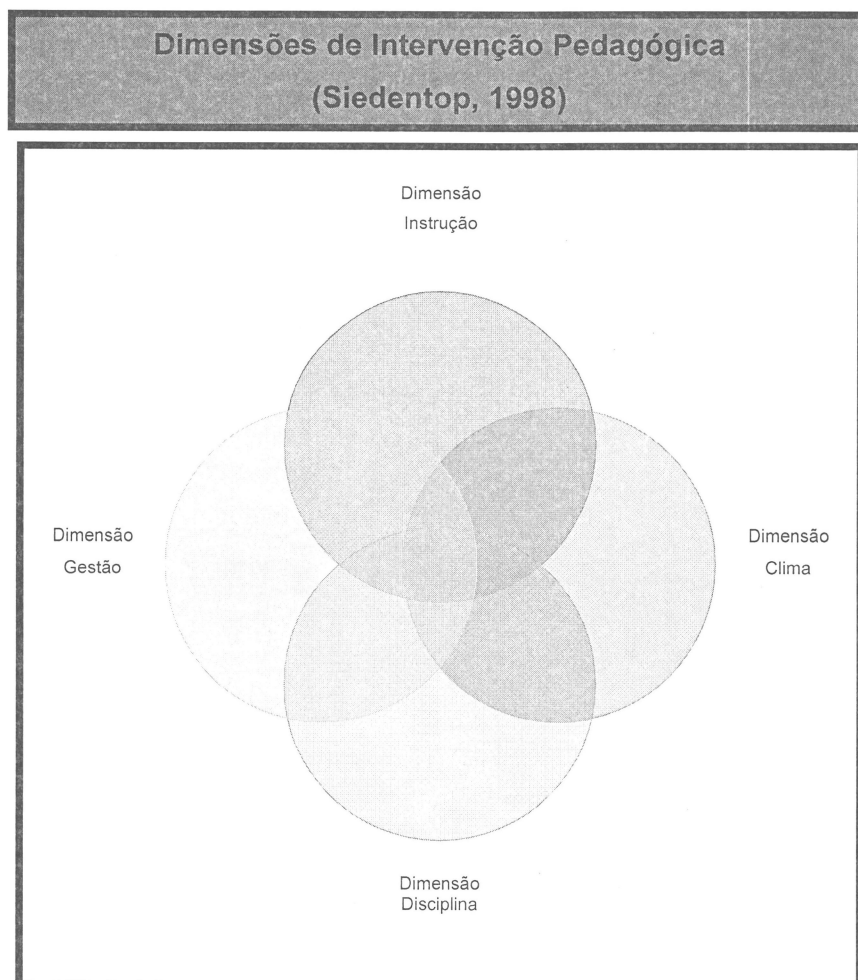 Dimensões de Intervenção Pedagógica
(Siedentop, 1998)
Dimensão
Instrução
Dimensão
Gestão
Dimensão
Clima
Dimensão
Disciplina